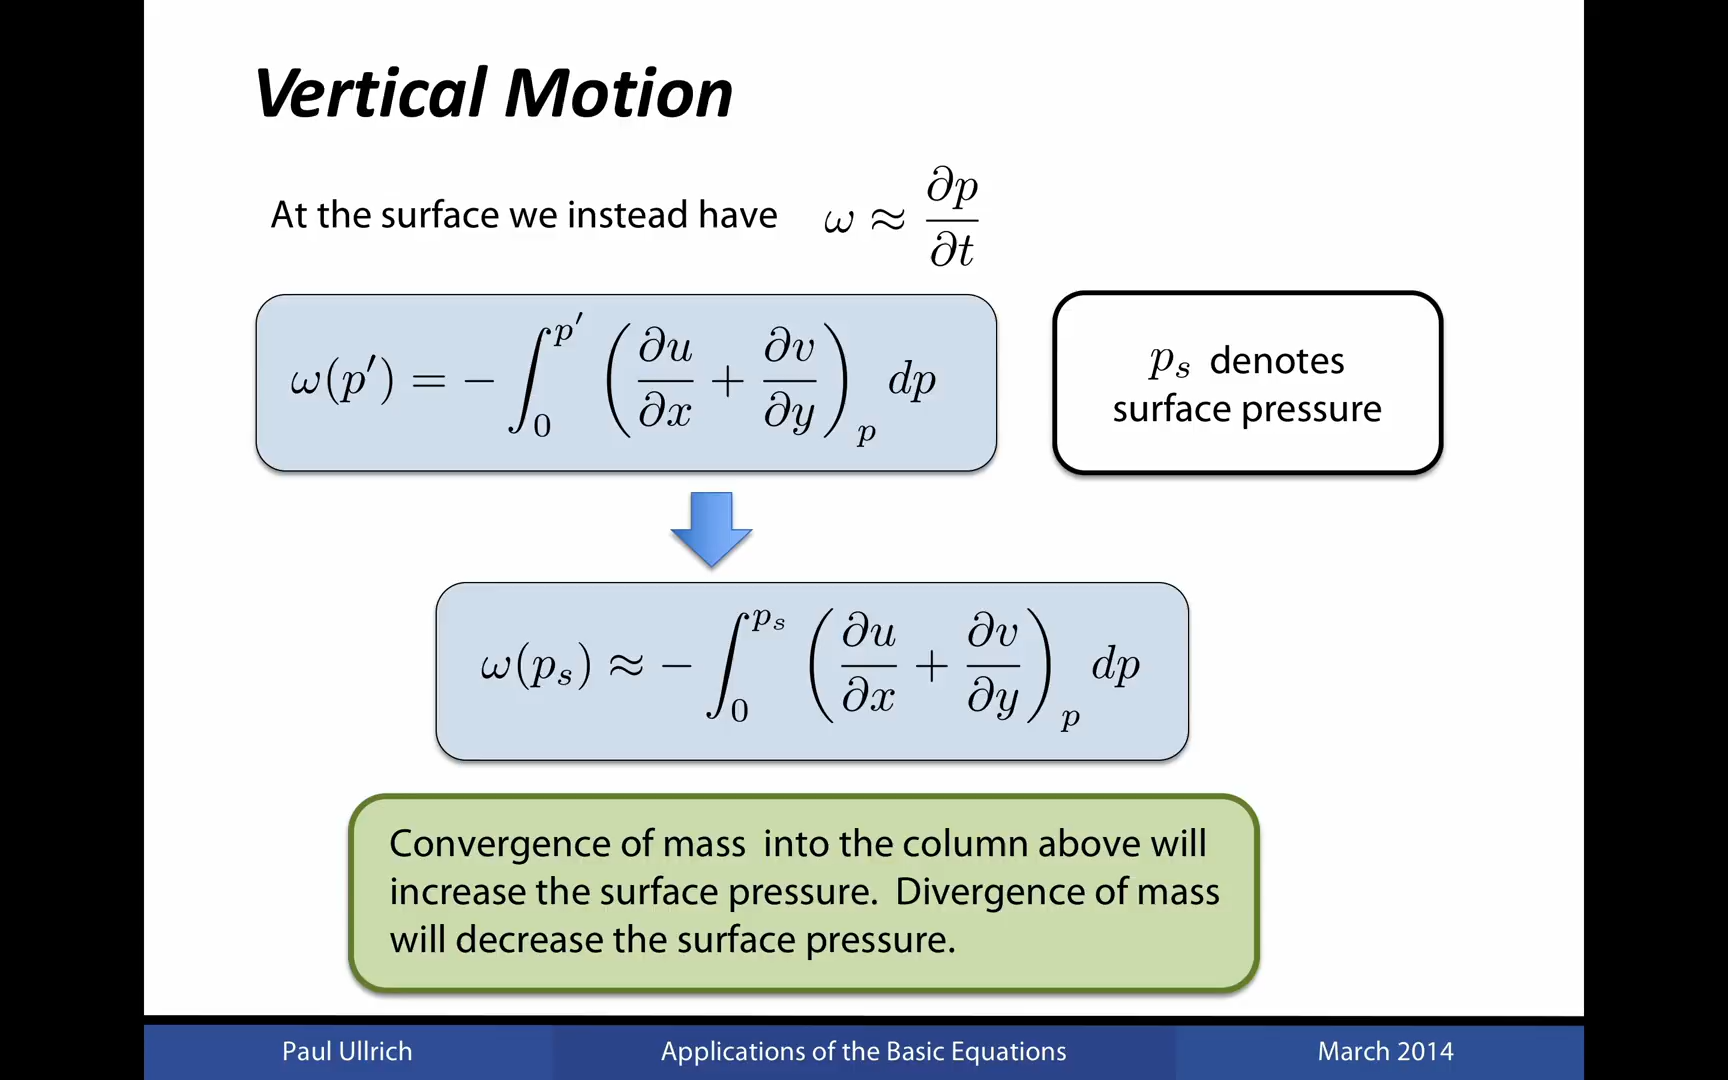 Vertical Motion
At the surface we instead have ω ≈ ∂p/∂t
ω(p′) = − ∫₀^{p′} (∂u/∂x + ∂v/∂y)_p dp
p_s denotes
surface pressure
ω(p_s) ≈ − ∫₀^{p_s} (∂u/∂x + ∂v/∂y)_p dp
Convergence of mass into the column above will
increase the surface pressure. Divergence of mass
will decrease the surface pressure.
Paul Ullrich
Applications of the Basic Equations
March 2014